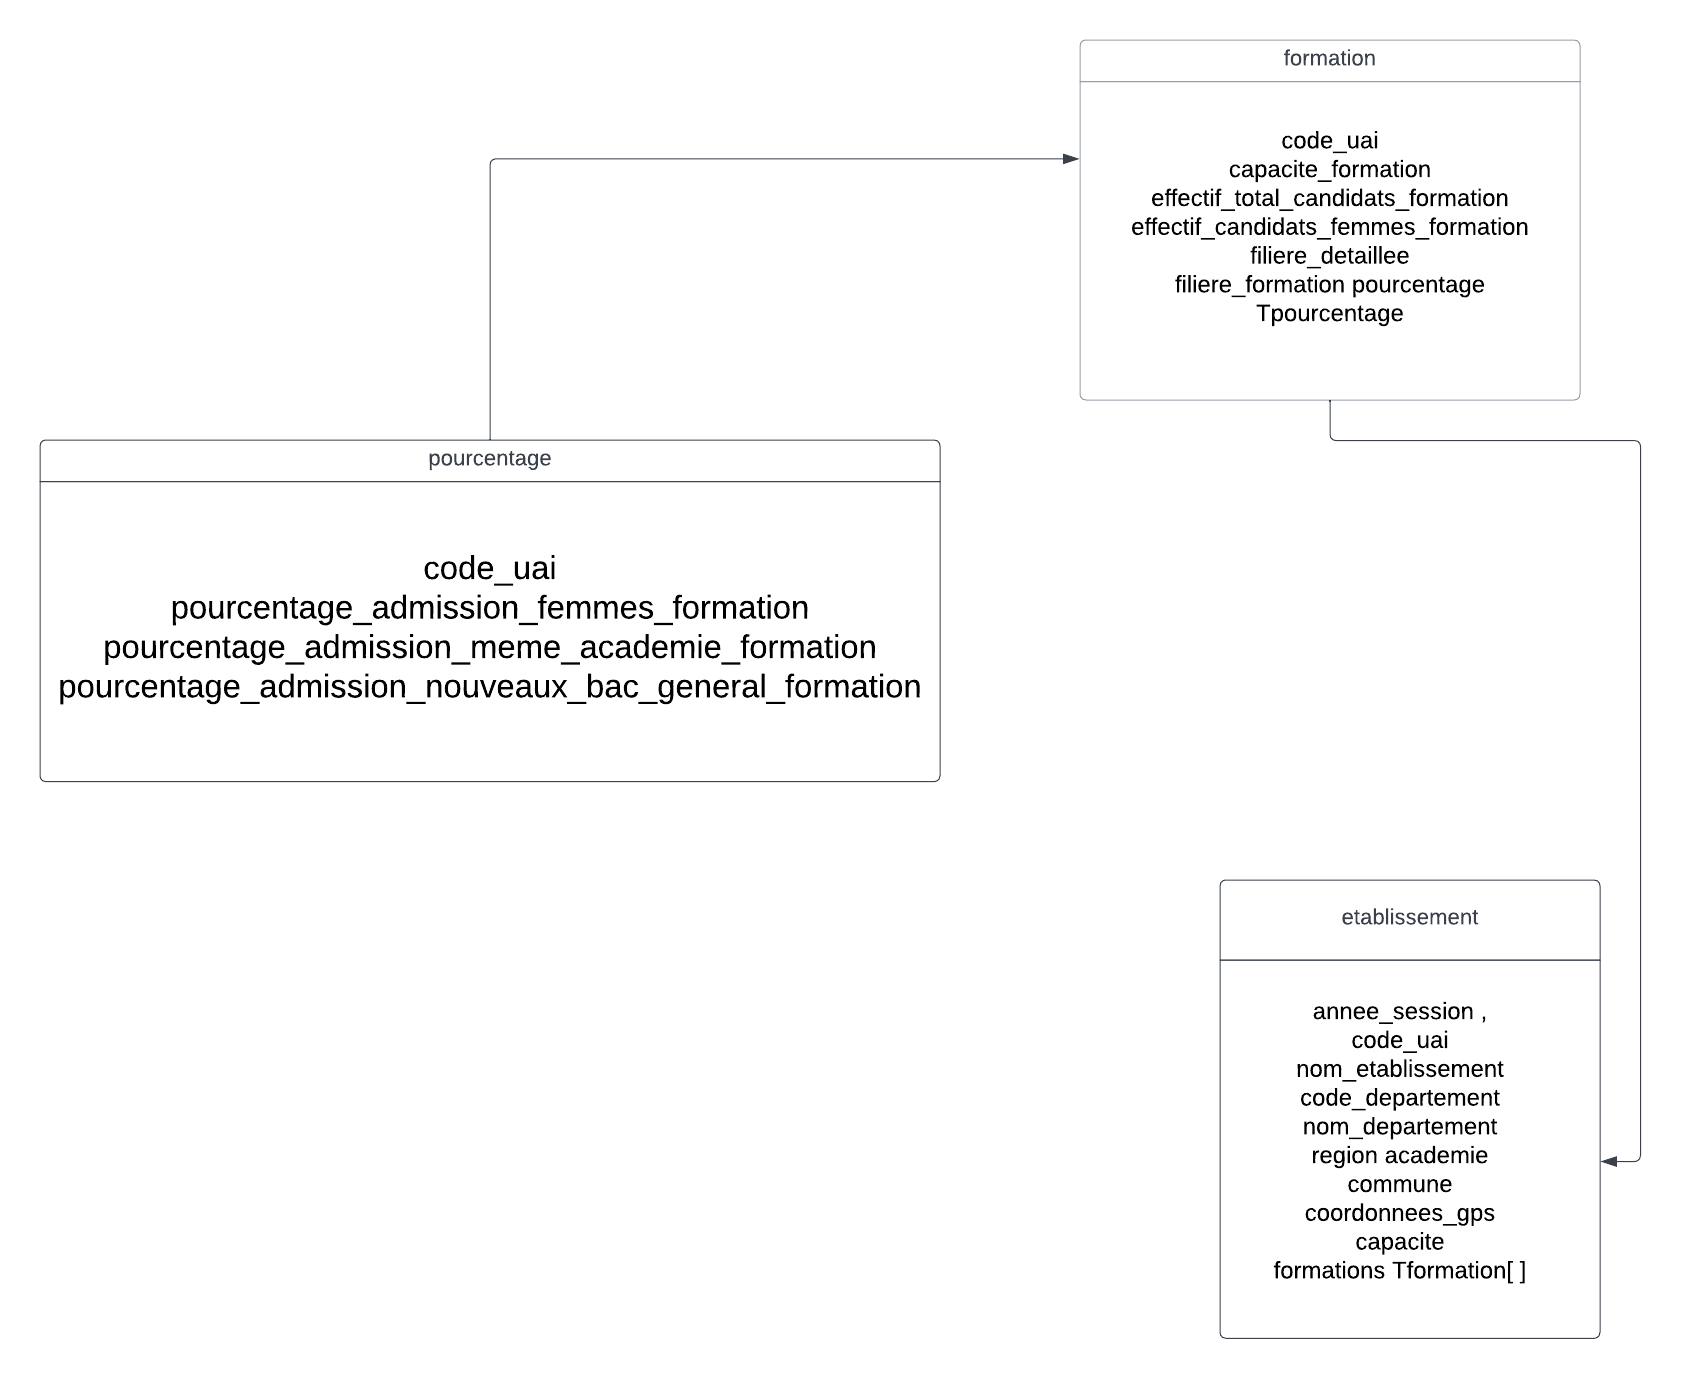 formation
code_uai
capacite_formation
effectif_total_candidats_formation
effectif_candidats_femmes_formation
filiere_detaillee
filiere_formation pourcentage
Tpourcentage
pourcentage
code_uai
pourcentage_admission_femmes_formation
pourcentage_admission_meme_academie_formation
pourcentage_admission_nouveaux_bac_general_formation
etablissement
annee_session ,
code_uai
nom_etablissement
code_departement
nom_departement
region academie
commune
coordonnees_gps
capacite
formations Tformation[ ]